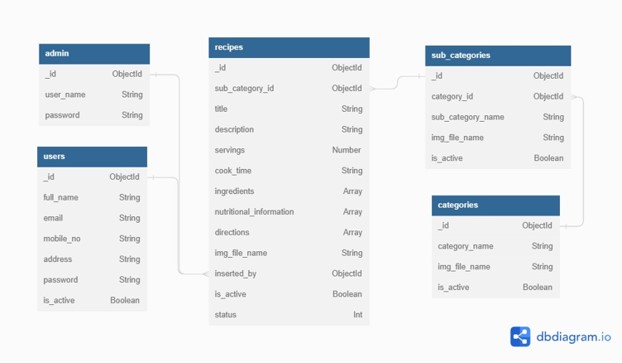 admin
_id ObjectId
user_name String
password String
users
_id ObjectId
full_name String
email String
mobile_no String
address String
password String
is_active Boolean
recipes
_id ObjectId
sub_category_id ObjectId
title String
description String
servings Number
cook_time String
ingredients Array
nutritional_information Array
directions Array
img_file_name String
inserted_by ObjectId
is_active Boolean
status Int
sub_categories
_id ObjectId
category_id ObjectId
sub_category_name String
img_file_name String
is_active Boolean
categories
_id ObjectId
category_name String
img_file_name String
is_active Boolean
dbdiagram.io